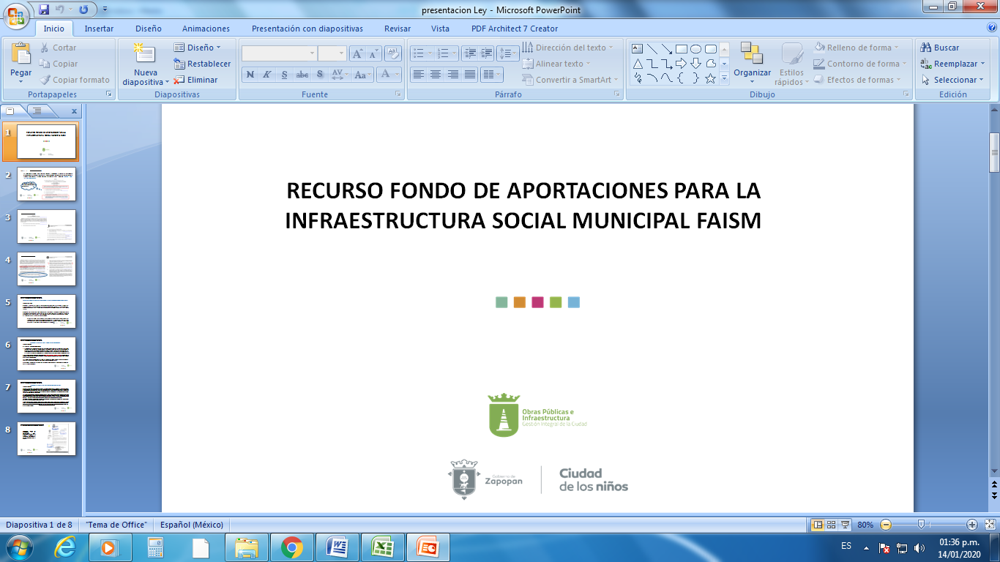 presentacion Ley - Microsoft PowerPoint
Inicio Insertar Diseño Animaciones Presentación con diapositivas Revisar Vista PDF Architect 7 Creator
Pegar
Cortar
Copiar
Copiar formato
Portapapeles
Nueva diapositiva
Diseño
Restablecer
Eliminar
Diapositivas
N K S abc S AV Aa A
Fuente
Dirección del texto
Alinear texto
Convertir a SmartArt
Párrafo
Organizar
Estilos rápidos
Relleno de forma
Contorno de forma
Efectos de formas
Dibujo
Buscar
Reemplazar
Seleccionar
Edición
1
2
3
4
5
6
7
8
RECURSO FONDO DE APORTACIONES PARA LA
INFRAESTRUCTURA SOCIAL MUNICIPAL FAISM
Obras Públicas e
Infraestructura
Gestión Integral de la Ciudad
Gobierno de
Zapopan
Ciudad
de los niños
Diapositiva 1 de 8 "Tema de Office" Español (México) 80%
ES
01:36 p.m.
14/01/2020